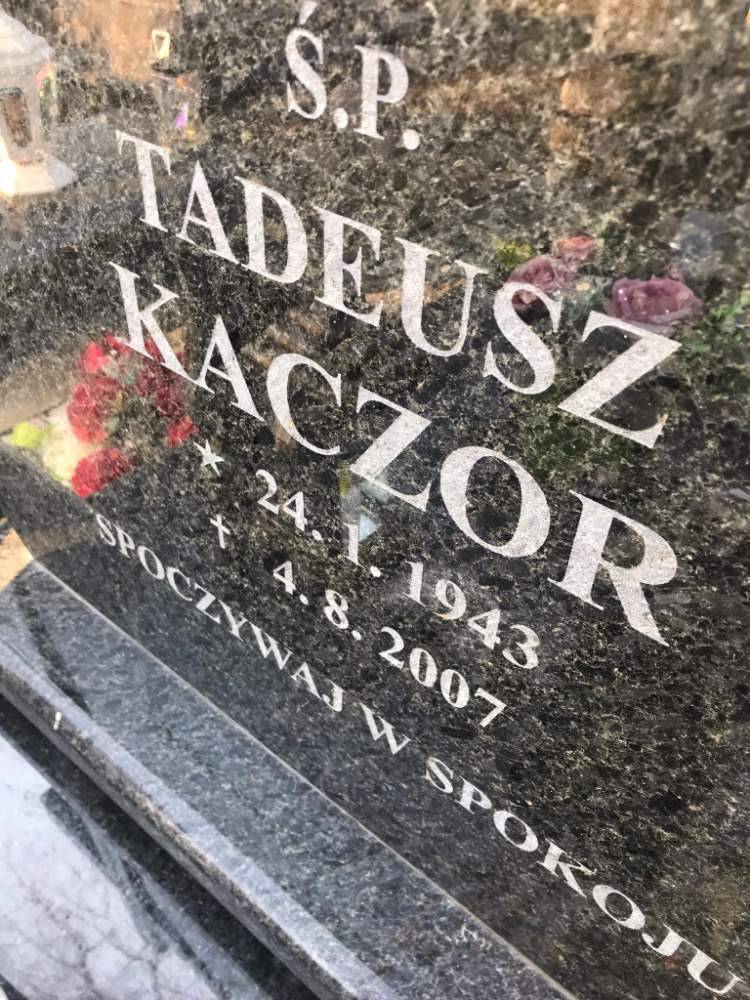 Ś.P.
TADEUSZ
KACZOR
* 24. 1. 1943
† 4. 8. 2007
SPOCZYWAJ W SPOKOJU